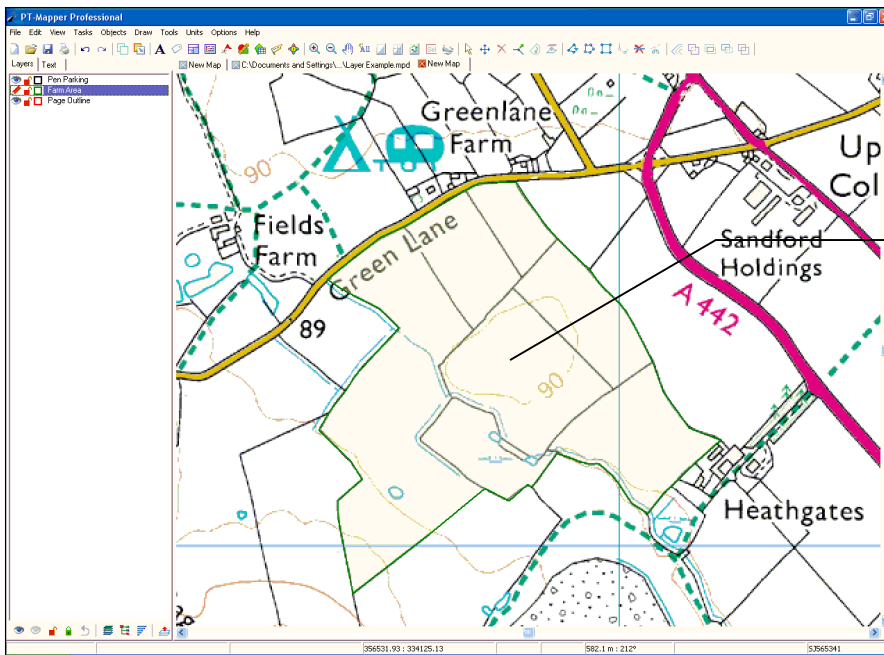 PT-Mapper Professional
File Edit View Tasks Objects Draw Tools Units Options Help
Layers Text
New Map C:\Documents and Settings\...\Layer Example.mpd New Map
Pen Parking
Farm Area
Page Outline
Greenlane
Farm
90
Up
Col
Fields
Farm
Green Lane
Sandford
Holdings
A 442
89
90
Heathgates
356531.93 : 334125.13
582.1 m : 212°
SJ565341